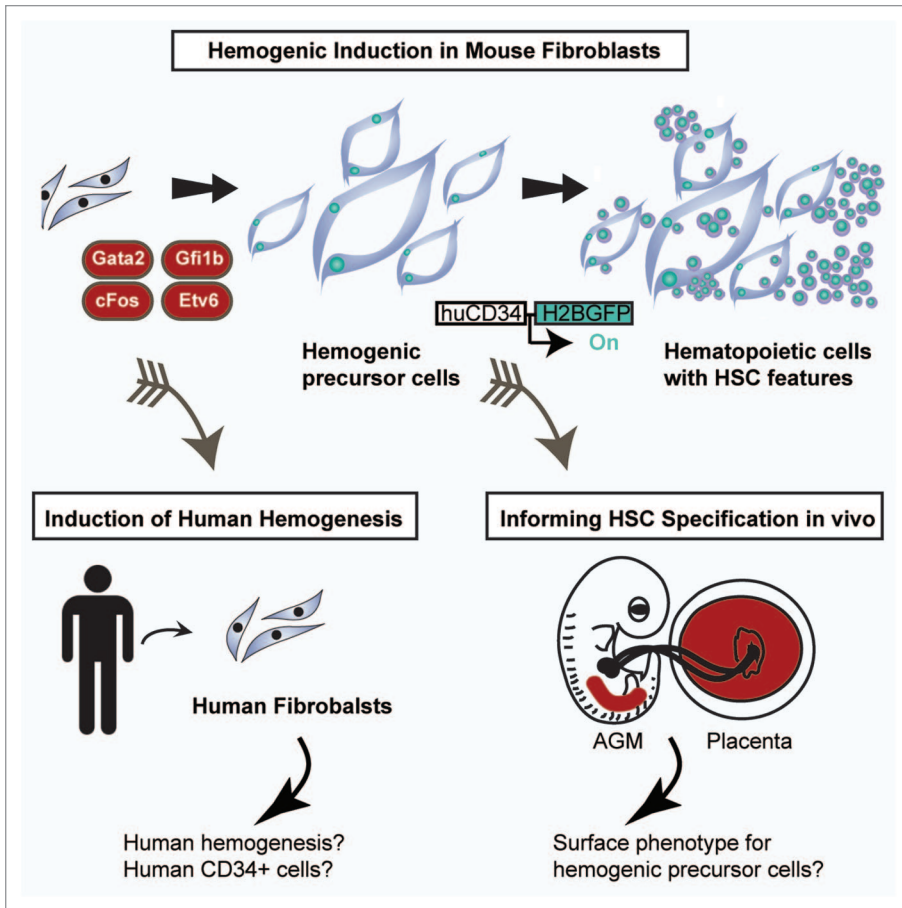 Hemogenic Induction in Mouse Fibroblasts
Gata2
Gfi1b
cFos
Etv6
huCD34
H2BGFP
On
Hemogenic
precursor cells
Hematopoietic cells
with HSC features
Induction of Human Hemogenesis
Informing HSC Specification in vivo
Human Fibrobalsts
AGM
Placenta
Human hemogenesis?
Human CD34+ cells?
Surface phenotype for
hemogenic precursor cells?